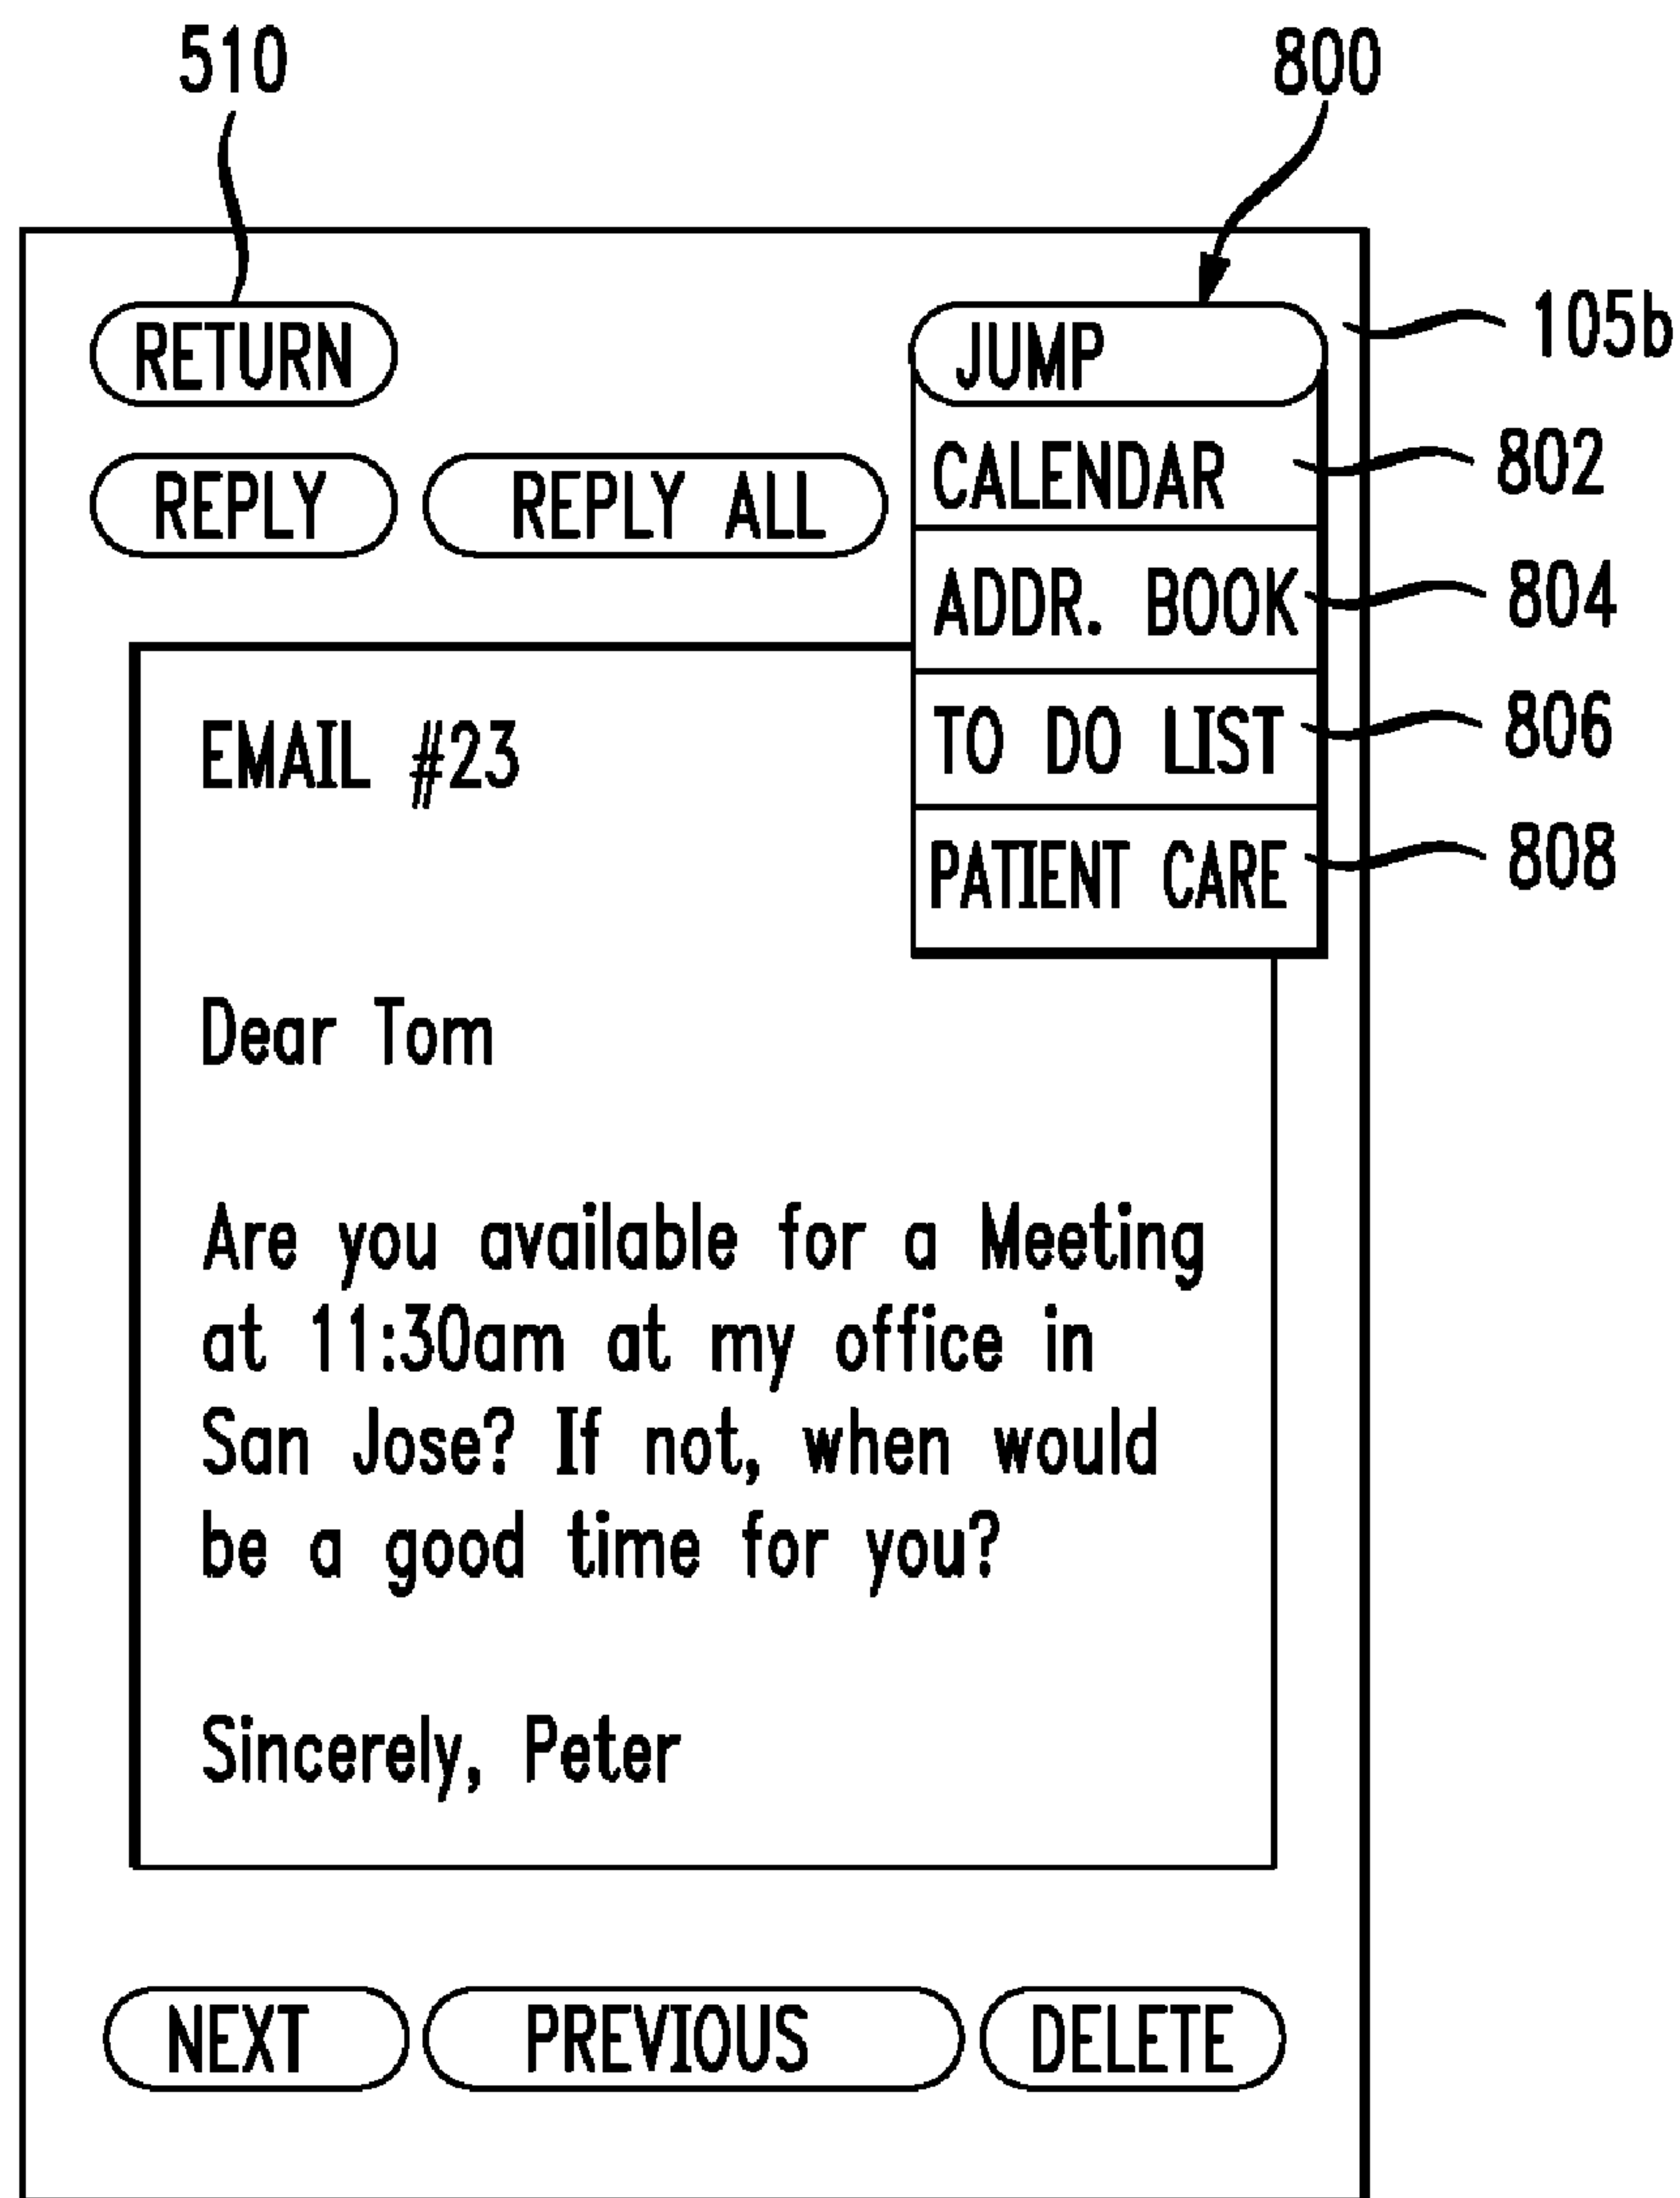 510 800
RETURN JUMP 105b
CALENDAR 802
REPLY REPLY ALL
ADDR. BOOK 804
TO DO LIST 806
EMAIL #23
PATIENT CARE 808
Dear Tom
Are you available for a Meeting
at 11:30am at my office in
San Jose? If not, when would
be a good time for you?
Sincerely, Peter
NEXT PREVIOUS DELETE